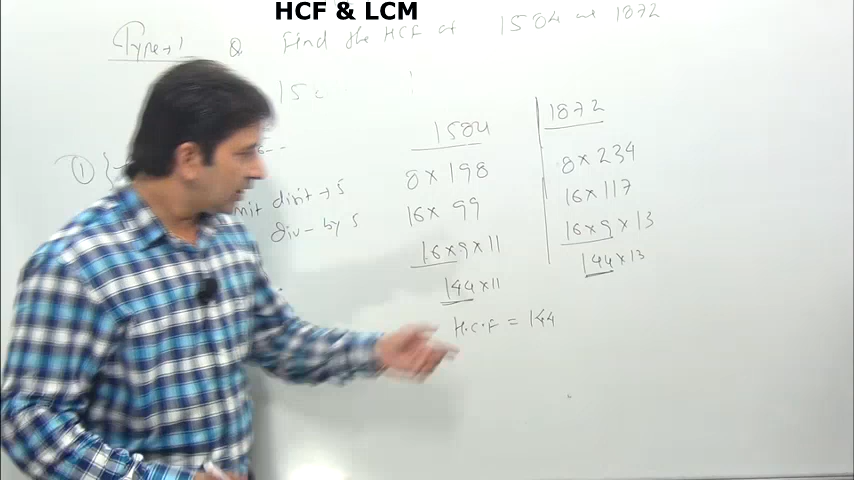 HCF & LCM
Type-1 Q Find the HCF of 1584 and 1872
15
1584
8 x 198
16 x 99
16 x 9 x 11
144 x 11
1872
8 x 234
16 x 117
16 x 9 x 13
144 x 13
H.C.F = 144
①
digit → 5
div - by 5